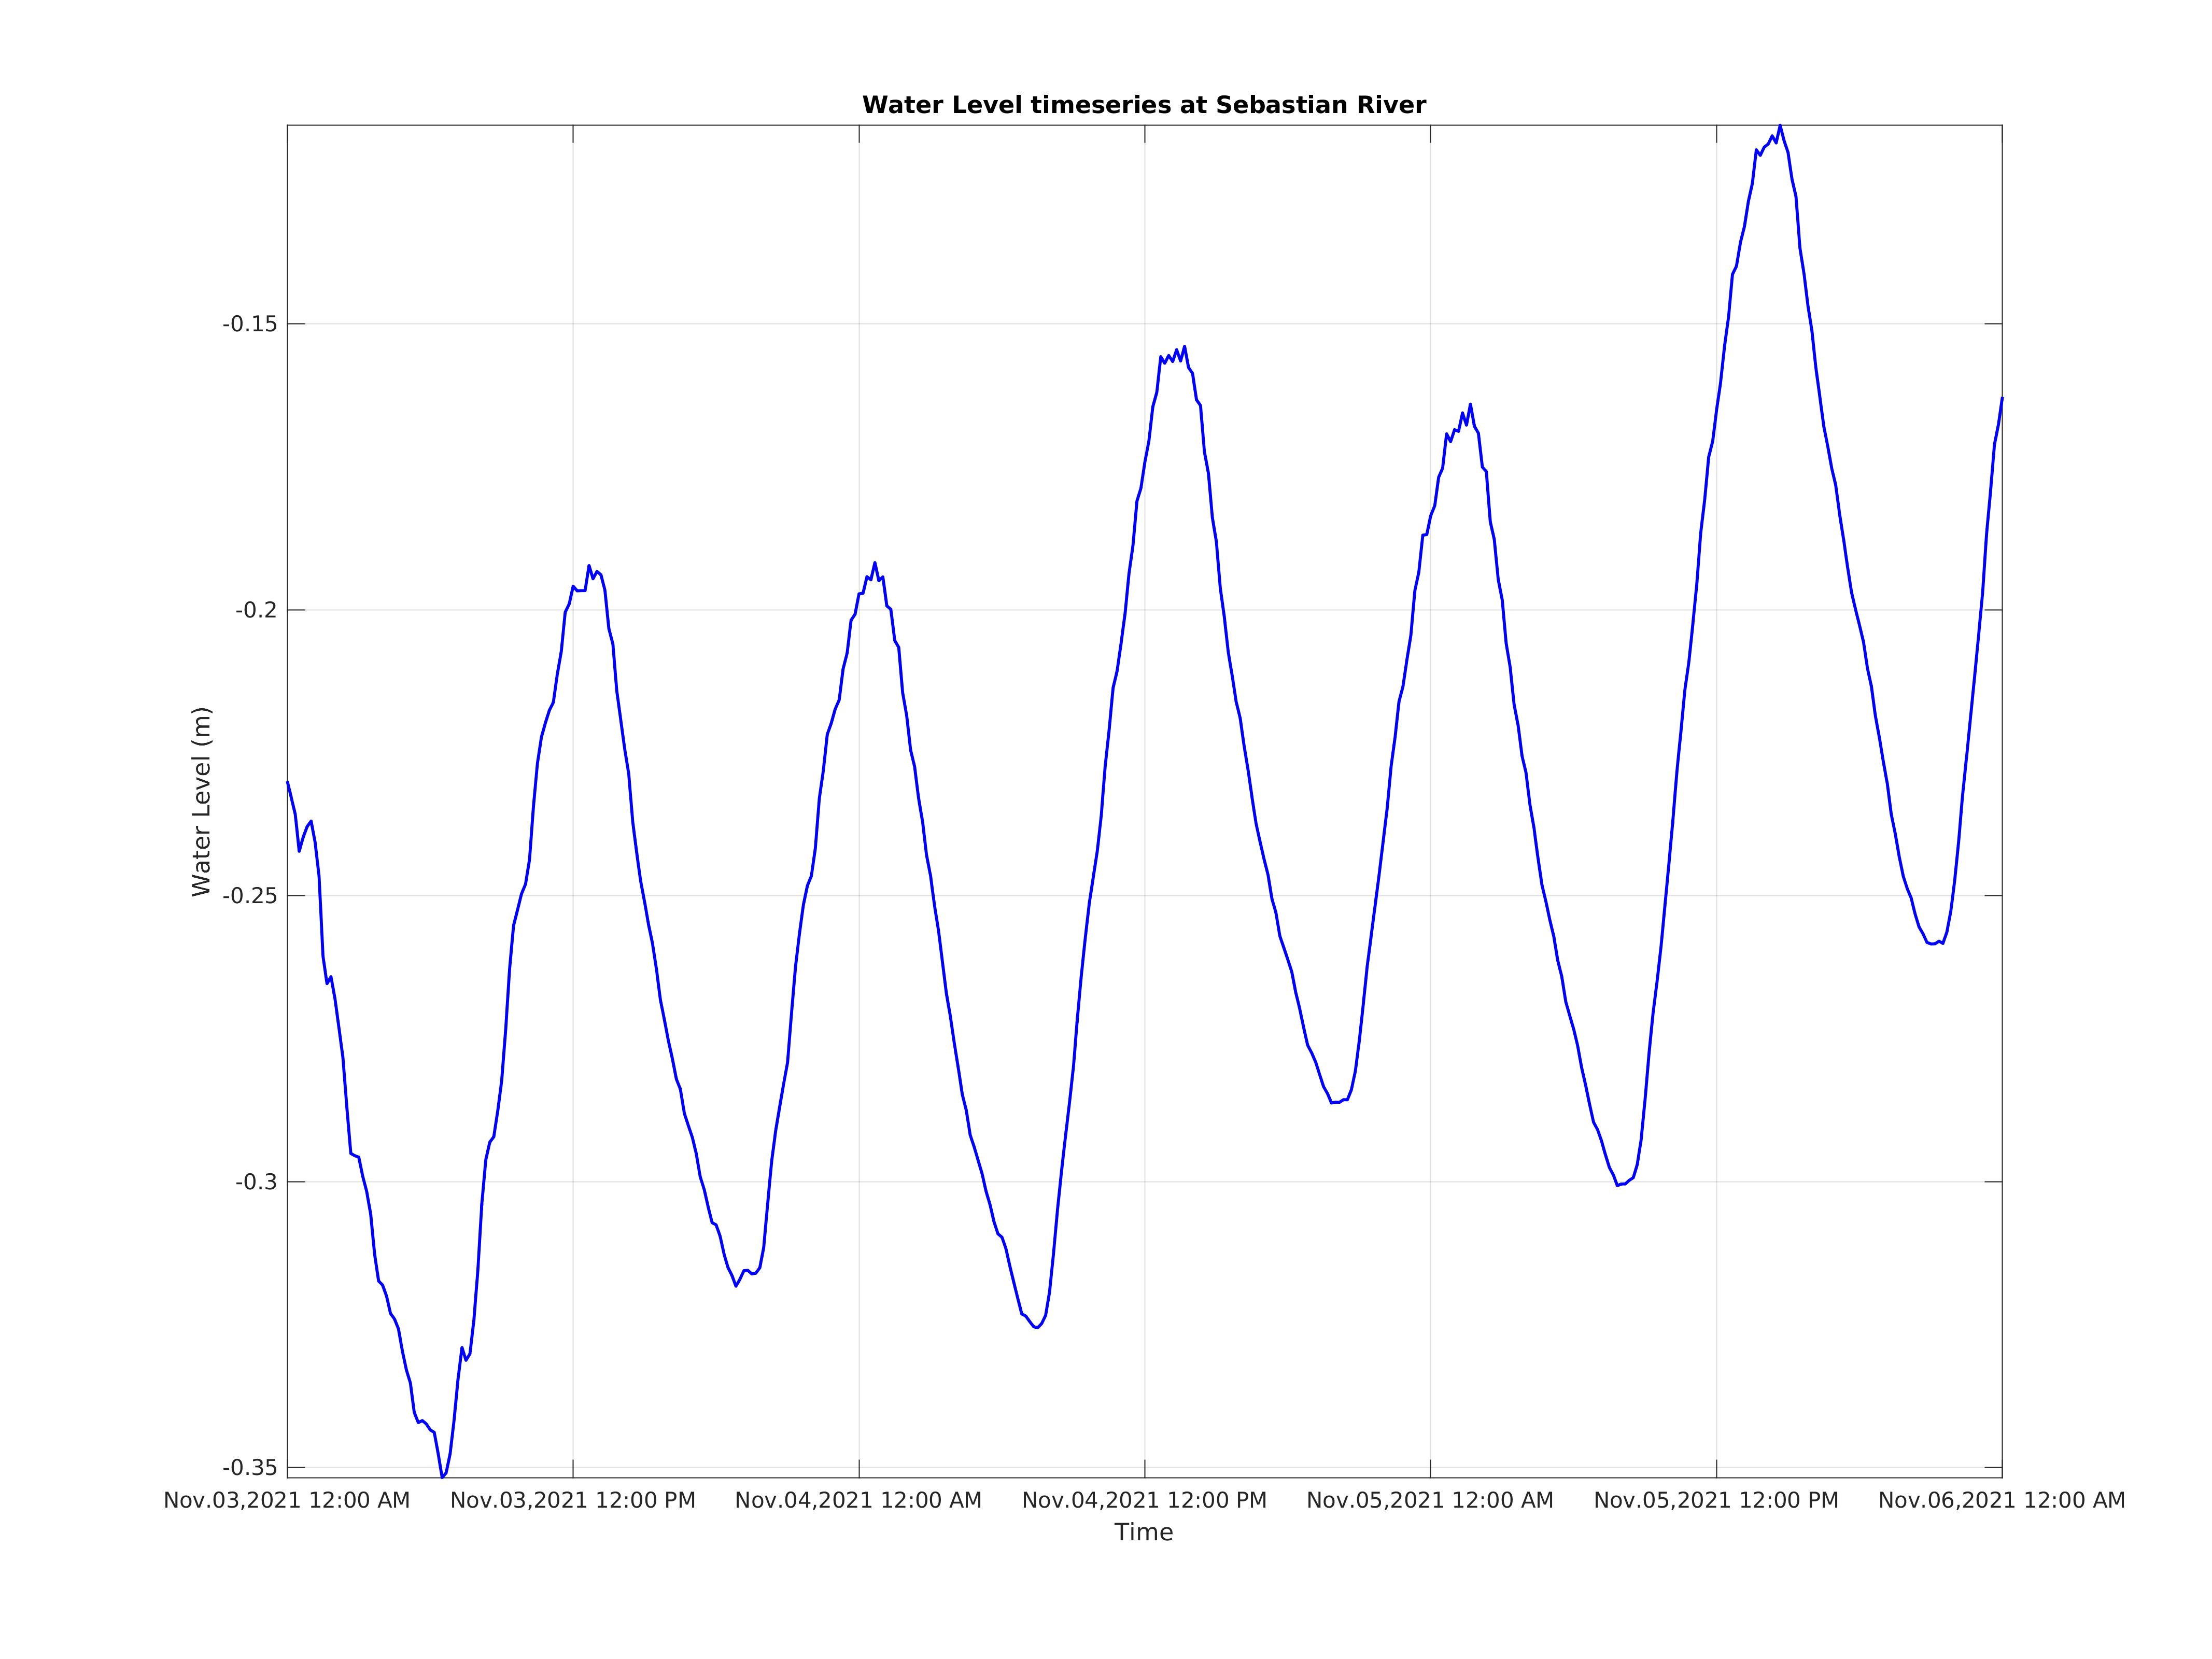 Water Level timeseries at Sebastian River
-0.15
-0.2
-0.25
-0.3
-0.35
Water Level (m)
Nov.03,2021 12:00 AM
Nov.03,2021 12:00 PM
Nov.04,2021 12:00 AM
Nov.04,2021 12:00 PM
Nov.05,2021 12:00 AM
Nov.05,2021 12:00 PM
Nov.06,2021 12:00 AM
Time